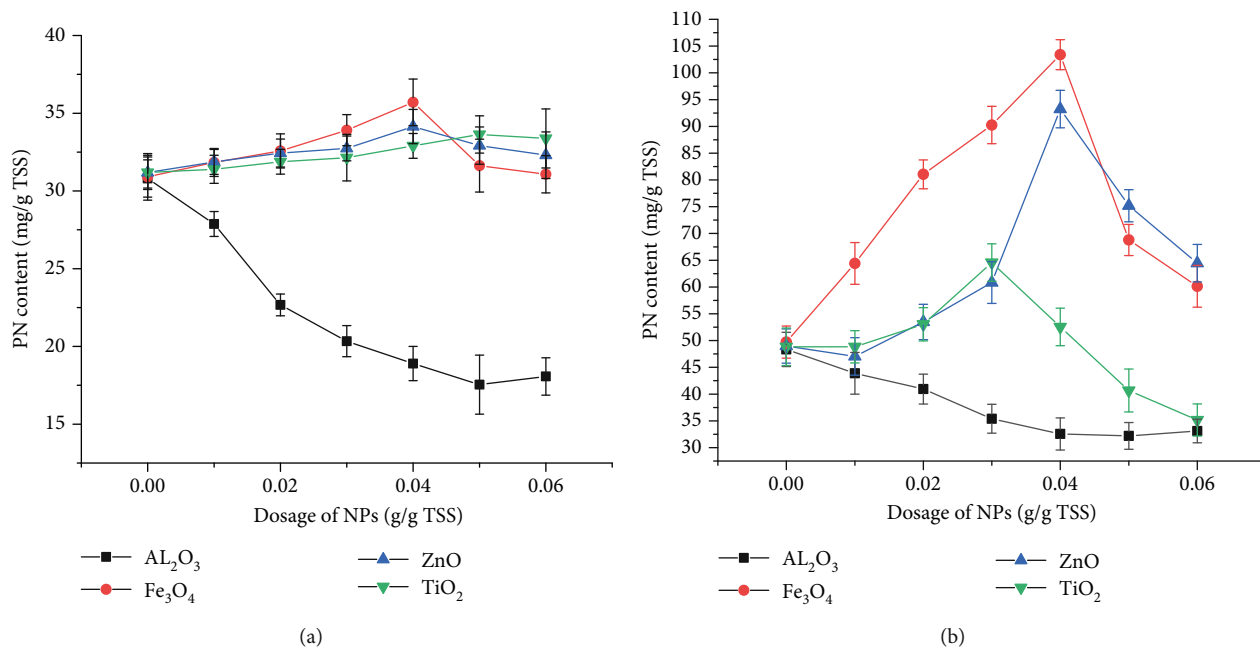 40
35
30
25
20
15
PN content (mg/g TSS)
0.00 0.02 0.04 0.06
Dosage of NPs (g/g TSS)
AL₂O₃
Fe₃O₄
ZnO
TiO₂
(a)
110
105
100
95
90
85
80
75
70
65
60
55
50
45
40
35
30
PN content (mg/g TSS)
0.00 0.02 0.04 0.06
Dosage of NPs (g/g TSS)
AL₂O₃
Fe₃O₄
ZnO
TiO₂
(b)